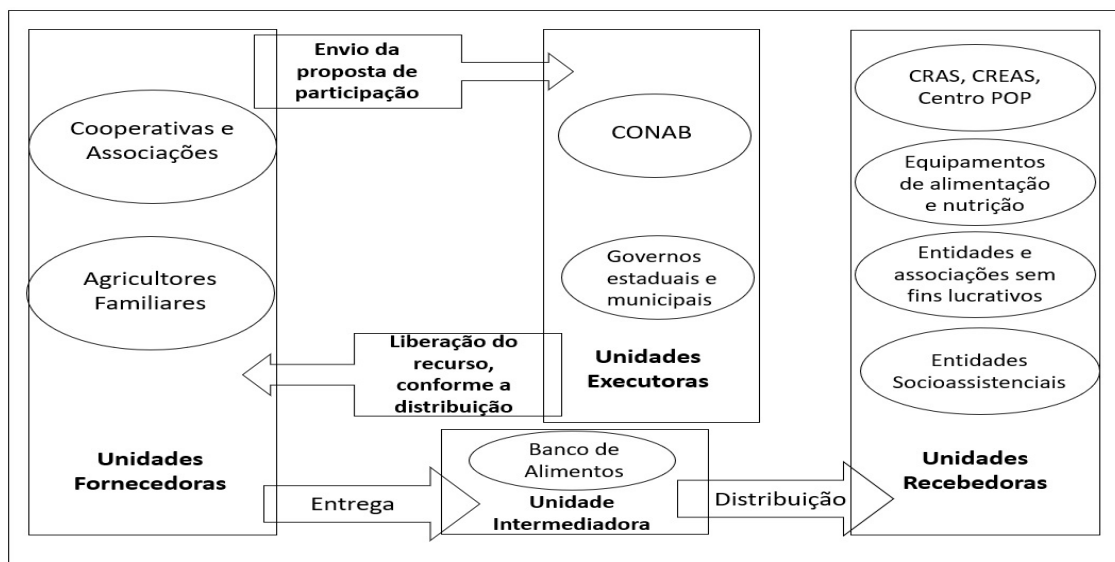 Envio da
proposta de
participação
Cooperativas e
Associações
Agricultores
Familiares
Unidades
Fornecedoras
CONAB
Governos
estaduais e
municipais
Unidades
Executoras
Liberação do
recurso,
conforme a
distribuição
Entrega
Banco de
Alimentos
Unidade
Intermediadora
Distribuição
CRAS, CREAS,
Centro POP
Equipamentos
de alimentação
e nutrição
Entidades e
associações sem
fins lucrativos
Entidades
Socioassistenciais
Unidades
Recebedoras